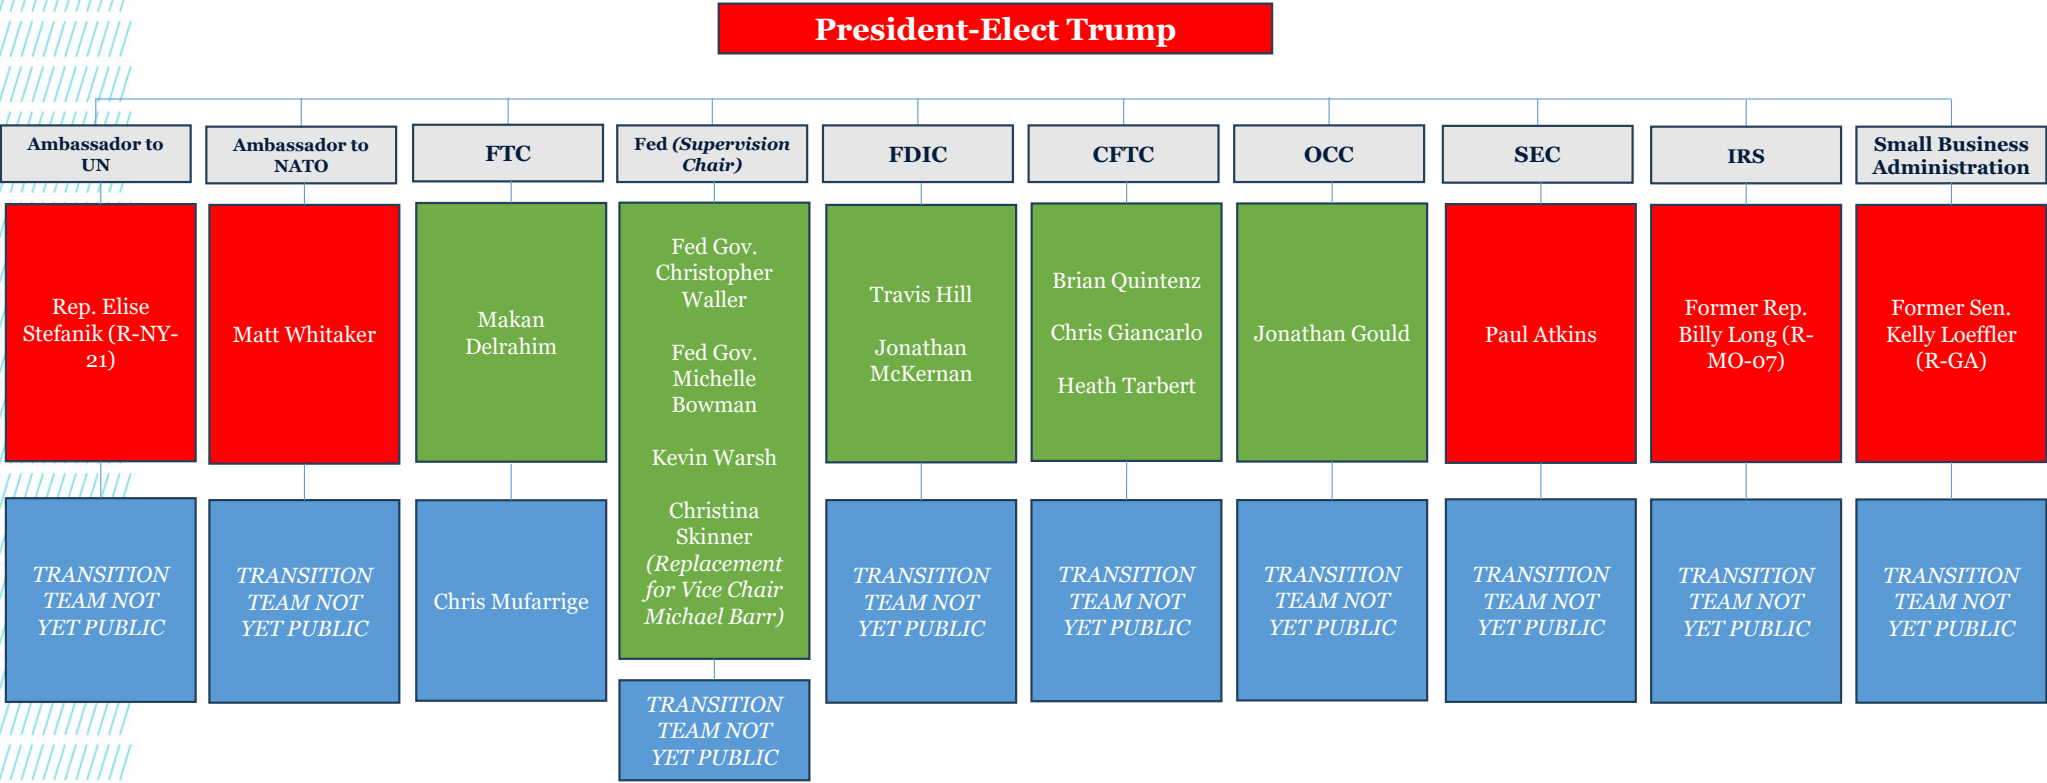 President-Elect Trump
Ambassador to
UN
Ambassador to
NATO
FTC
Fed (Supervision
Chair)
FDIC
CFTC
OCC
SEC
IRS
Small Business
Administration
Rep. Elise
Stefanik (R-NY-
21)
Matt Whitaker
Makan
Delrahim
Fed Gov.
Christopher
Waller
Fed Gov.
Michelle
Bowman
Kevin Warsh
Christina
Skinner
(Replacement
for Vice Chair
Michael Barr)
Travis Hill
Jonathan
McKernan
Brian Quintenz
Chris Giancarlo
Heath Tarbert
Jonathan Gould
Paul Atkins
Former Rep.
Billy Long (R-
MO-07)
Former Sen.
Kelly Loeffler
(R-GA)
TRANSITION
TEAM NOT
YET PUBLIC
TRANSITION
TEAM NOT
YET PUBLIC
Chris Mufarrige
TRANSITION
TEAM NOT
YET PUBLIC
TRANSITION
TEAM NOT
YET PUBLIC
TRANSITION
TEAM NOT
YET PUBLIC
TRANSITION
TEAM NOT
YET PUBLIC
TRANSITION
TEAM NOT
YET PUBLIC
TRANSITION
TEAM NOT
YET PUBLIC
TRANSITION
TEAM NOT
YET PUBLIC